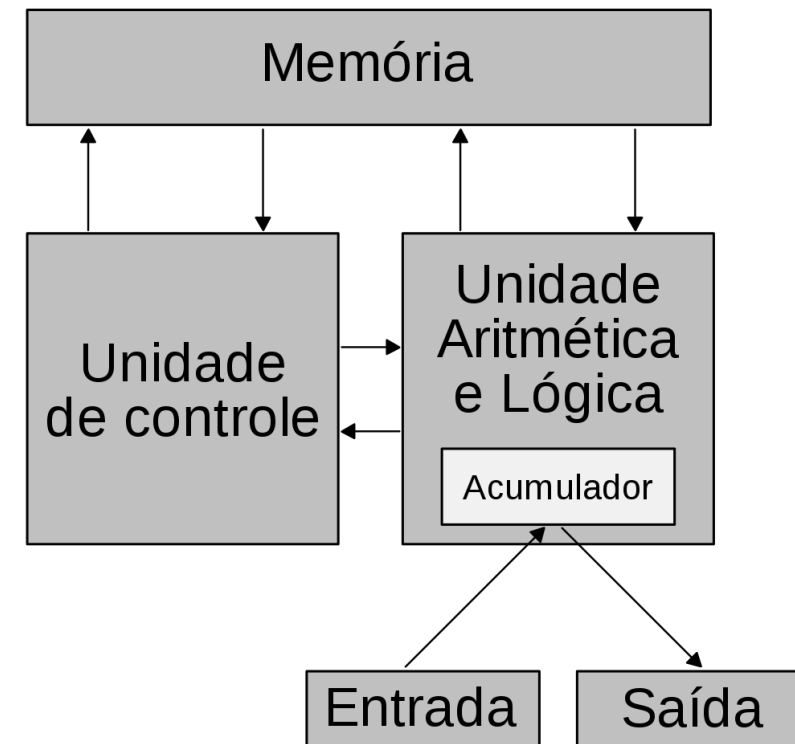 Memória
Unidade
de controle
Unidade
Aritmética
e Lógica
Acumulador
Entrada
Saída